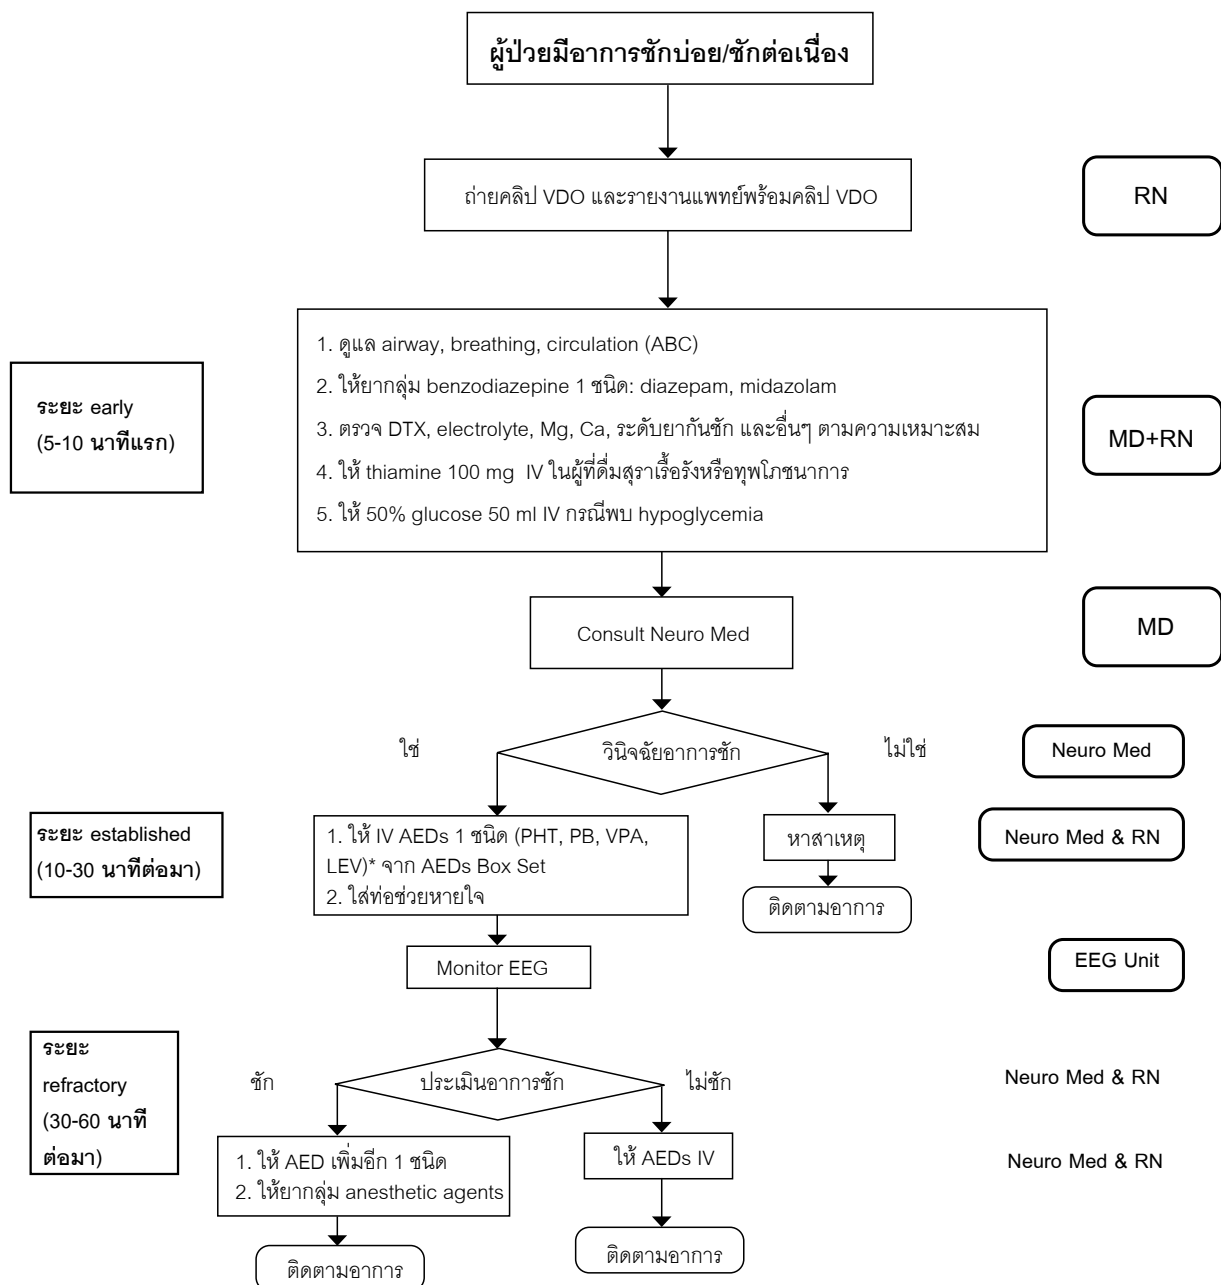 ผู้ป่วยมีอาการชักบ่อย/ชักต่อเนื่อง
ถ่ายคลิป VDO และรายงานแพทย์พร้อมคลิป VDO
RN
ระยะ early
(5-10 นาทีแรก)
1. ดูแล airway, breathing, circulation (ABC)
2. ให้ยากลุ่ม benzodiazepine 1 ชนิด: diazepam, midazolam
3. ตรวจ DTX, electrolyte, Mg, Ca, ระดับยากันชัก และอื่นๆ ตามความเหมาะสม
4. ให้ thiamine 100 mg IV ในผู้ที่ดื่มสุราเรื้อรังหรือทุพโภชนาการ
5. ให้ 50% glucose 50 ml IV กรณีพบ hypoglycemia
MD+RN
Consult Neuro Med
MD
ใช่
วินิจฉัยอาการชัก
ไม่ใช่
Neuro Med
ระยะ established
(10-30 นาทีต่อมา)
1. ให้ IV AEDs 1 ชนิด (PHT, PB, VPA,
LEV)* จาก AEDs Box Set
2. ใส่ท่อช่วยหายใจ
หาสาเหตุ
Neuro Med & RN
ติดตามอาการ
Monitor EEG
EEG Unit
ระยะ
refractory
(30-60 นาที
ต่อมา)
ชัก
ประเมินอาการชัก
ไม่ชัก
Neuro Med & RN
1. ให้ AED เพิ่มอีก 1 ชนิด
2. ให้ยากลุ่ม anesthetic agents
ให้ AEDs IV
Neuro Med & RN
ติดตามอาการ
ติดตามอาการ